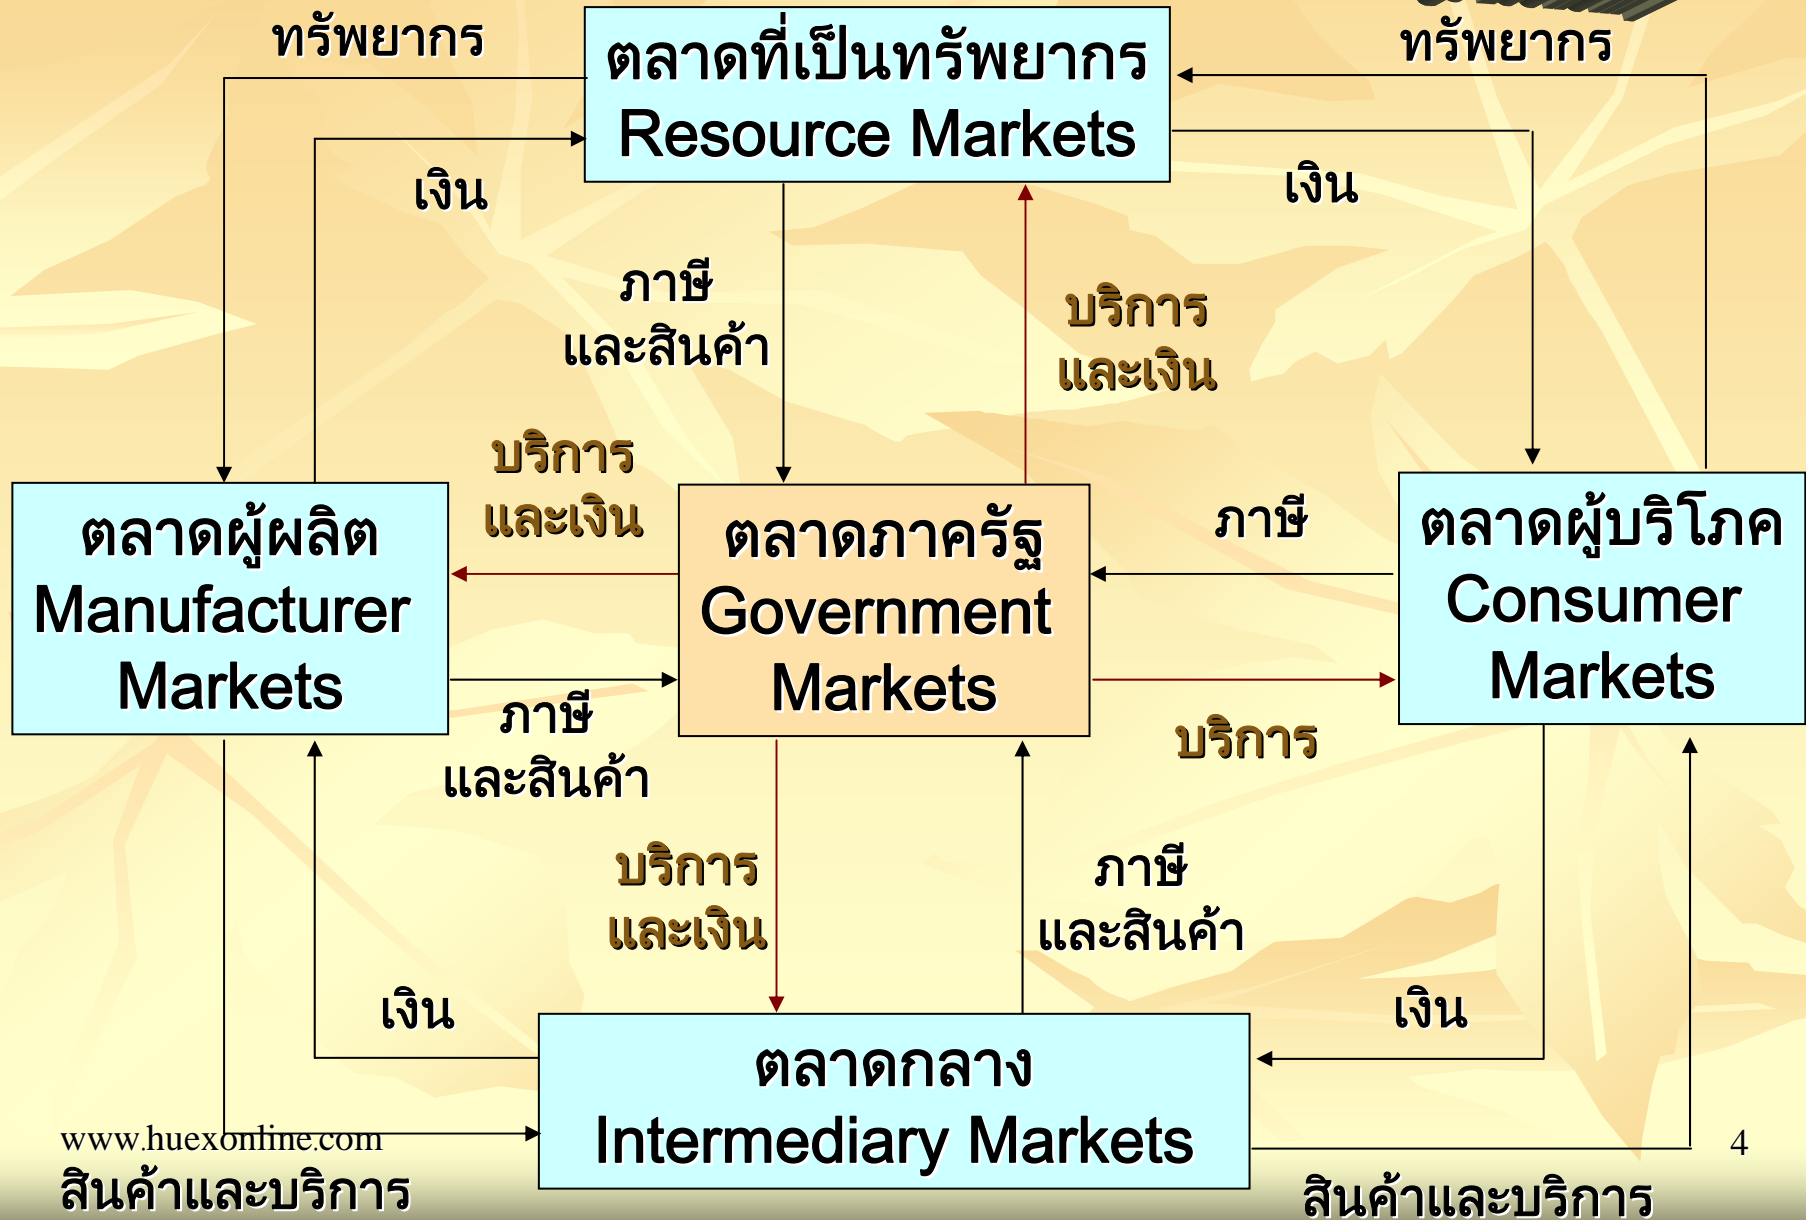 ทรัพยากร
ตลาดที่เป็นทรัพยากร
Resource Markets
ทรัพยากร
เงิน
เงิน
ภาษี
และสินค้า
บริการ
และเงิน
บริการ
และเงิน
ตลาดผู้ผลิต
Manufacturer
Markets
ตลาดภาครัฐ
Government
Markets
ภาษี
ตลาดผู้บริโภค
Consumer
Markets
ภาษี
และสินค้า
บริการ
บริการ
และเงิน
ภาษี
และสินค้า
เงิน
เงิน
ตลาดกลาง
Intermediary Markets
www.huexonline.com
4
สินค้าและบริการ
สินค้าและบริการ